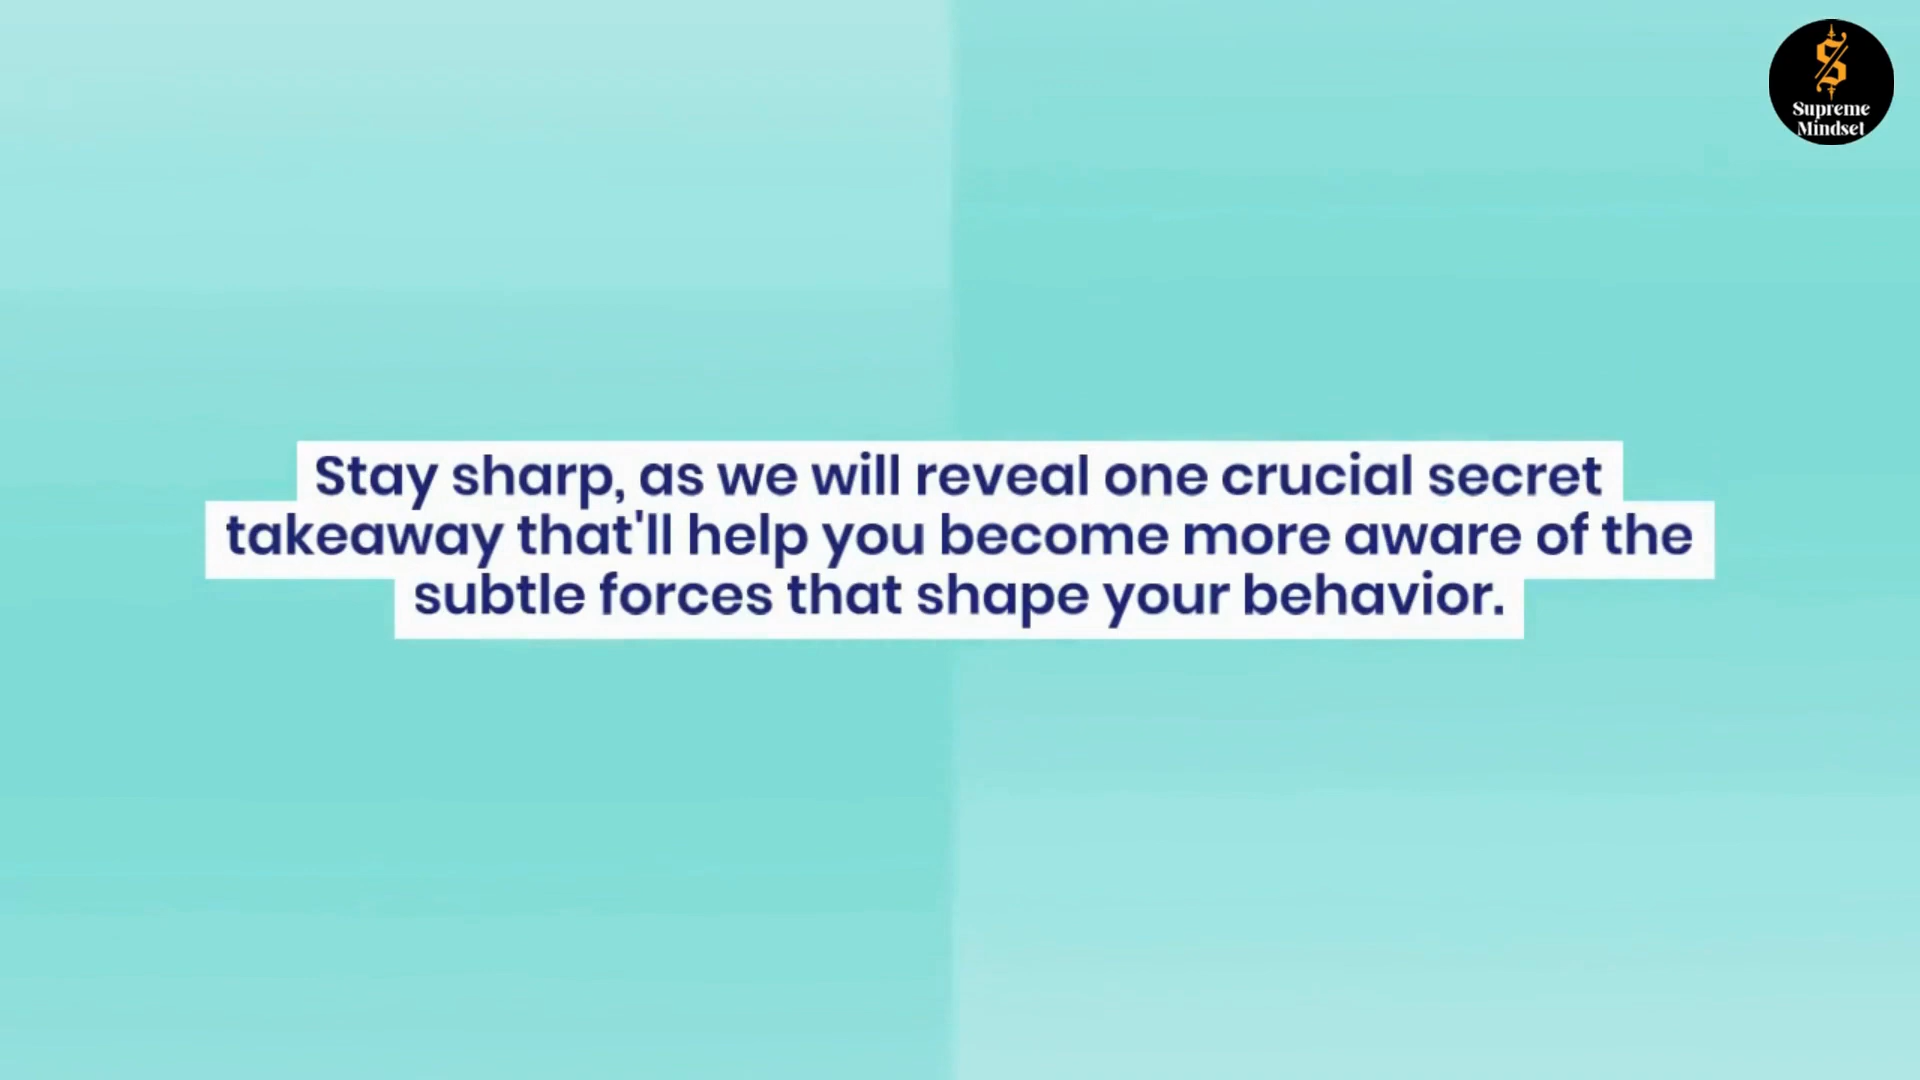 Supreme
Mindset
Stay sharp, as we will reveal one crucial secret
takeaway that'll help you become more aware of the
subtle forces that shape your behavior.